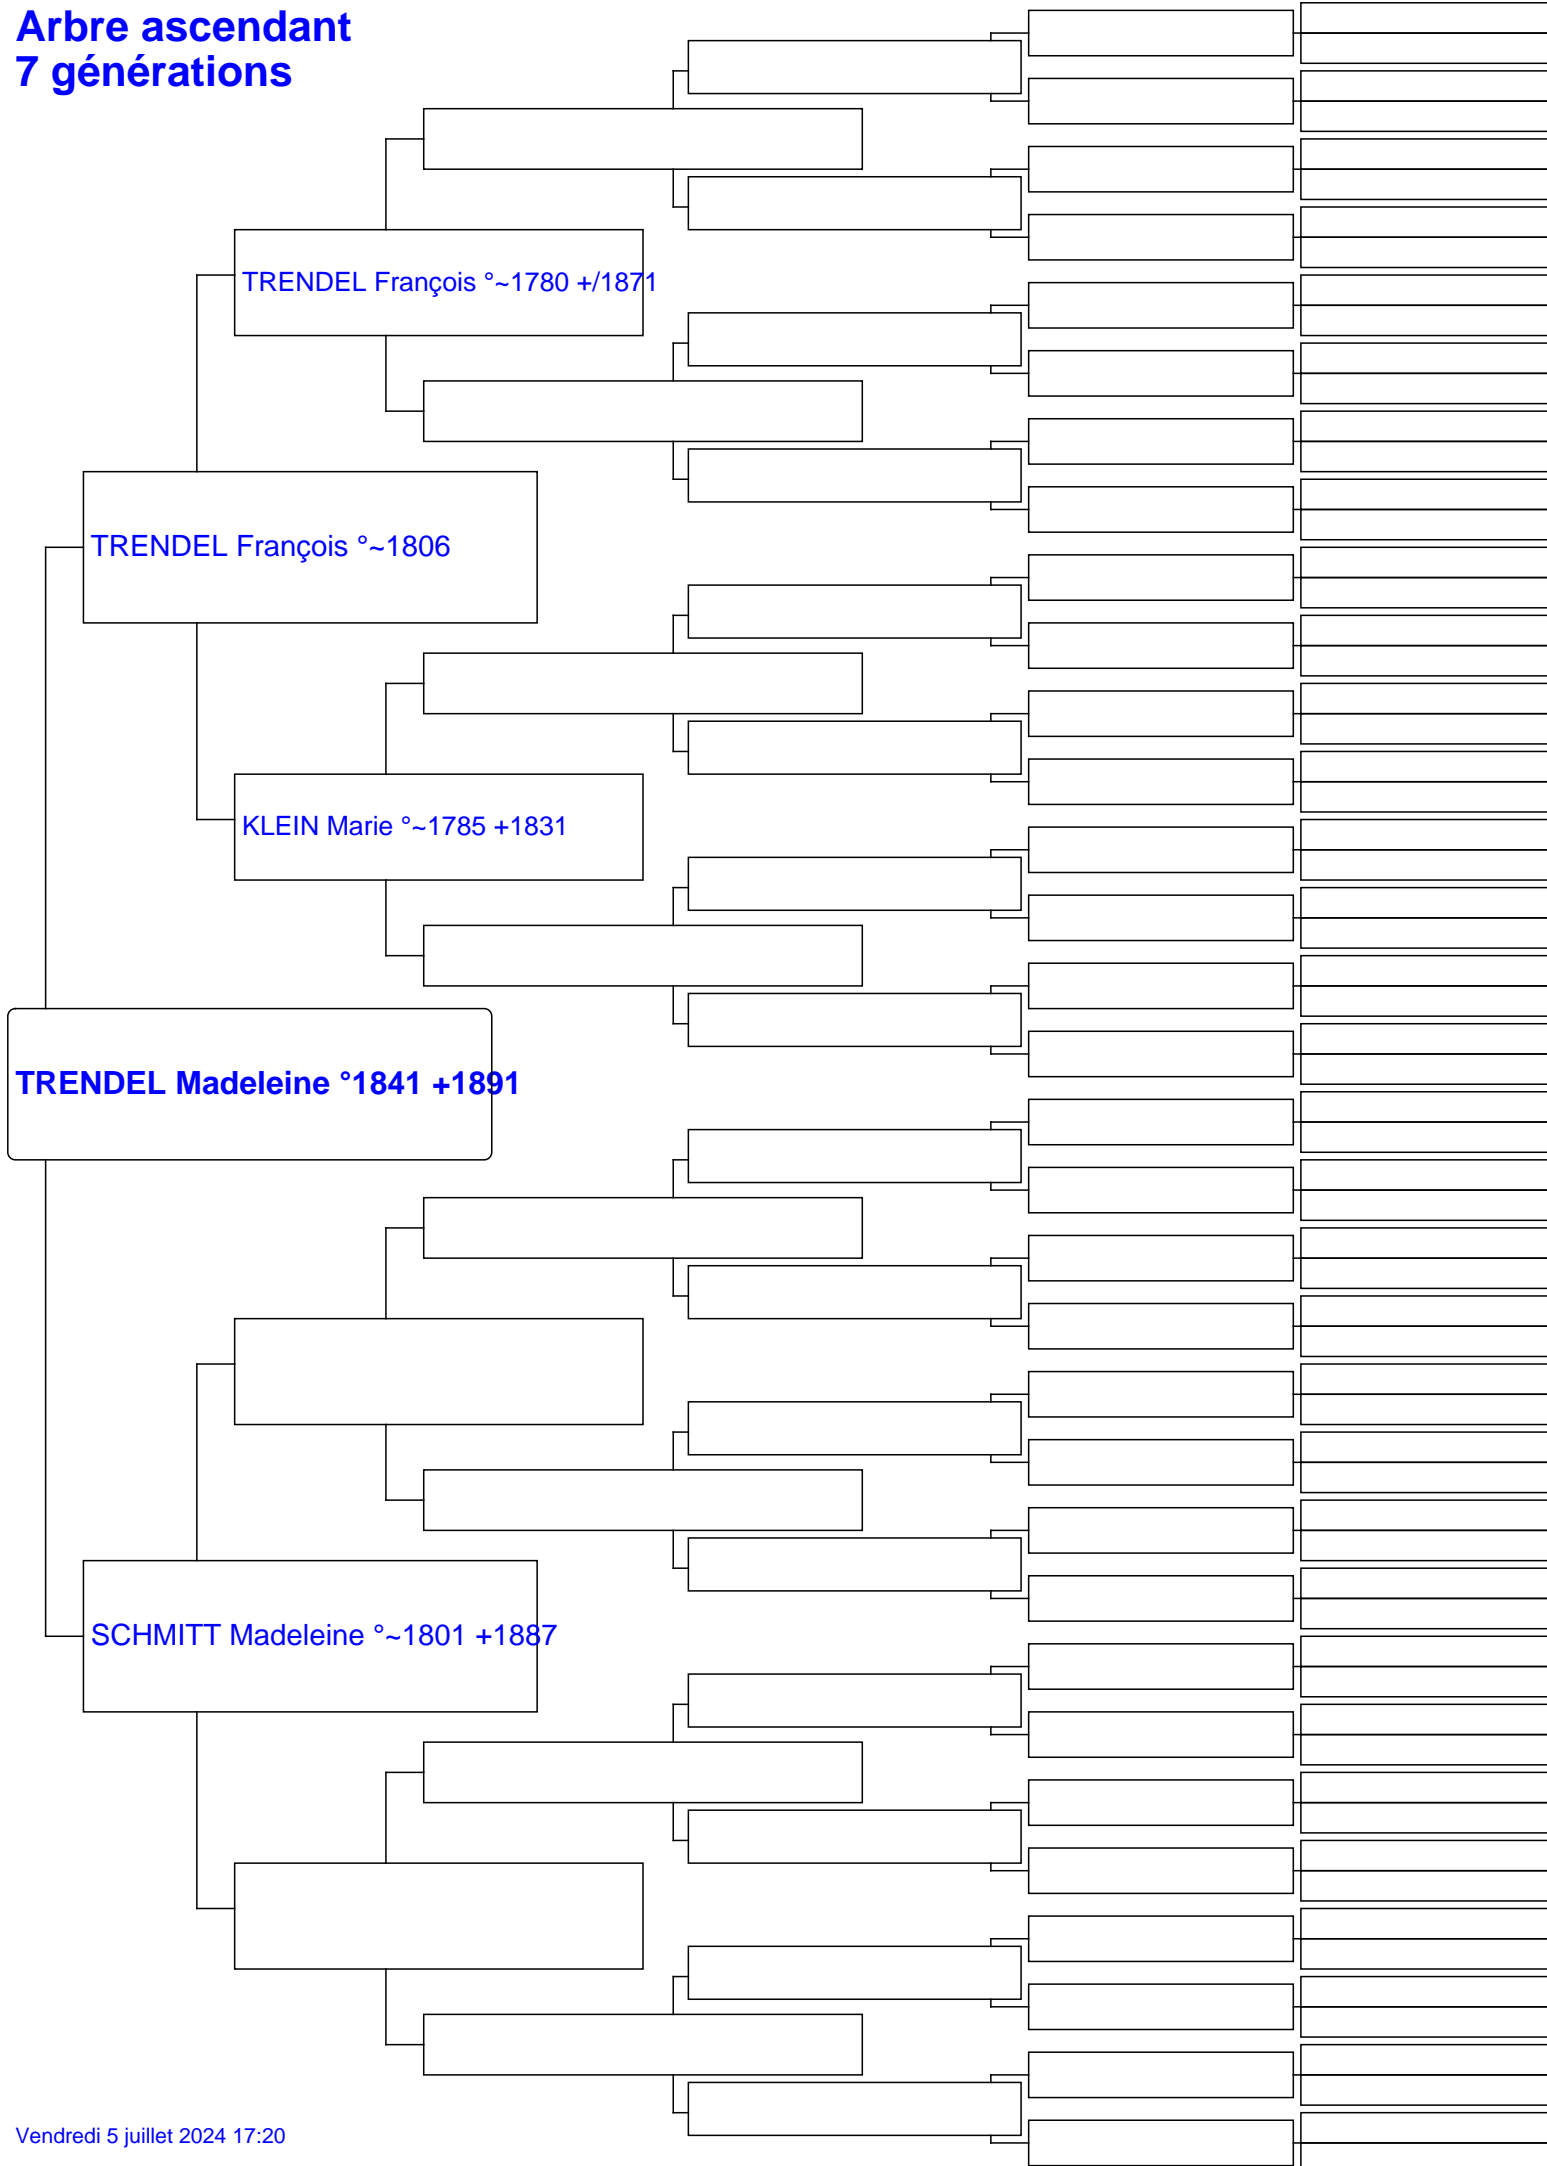 Arbre ascendant
7 générations
TRENDEL François °~1780 +/1871
TRENDEL François °~1806
KLEIN Marie °~1785 +1831
TRENDEL Madeleine °1841 +1891
SCHMITT Madeleine °~1801 +1887
Vendredi 5 juillet 2024 17:20